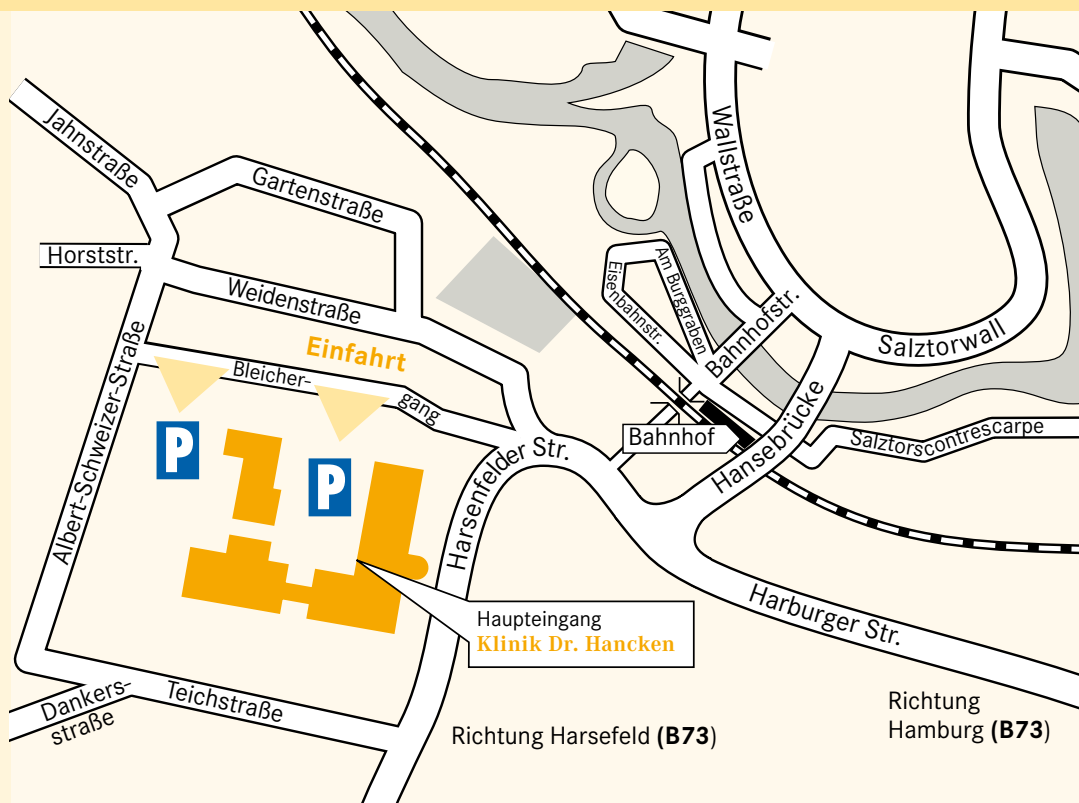 Jahnstraße
Gartenstraße
Horststr.
Weidenstraße
Einfahrt
Bleicher-
gang
Albert-Schweizer-Straße
P
P
Harsenfelder Str.
Wallstraße
Am Burggraben
Eisenbahnstr.
Bahnhofstr.
Salztorwall
Bahnhof
Hansebrücke
Salztorscontrescarpe
Haupteingang
Klinik Dr. Hancken
Harburger Str.
Dankers-
straße
Teichstraße
Richtung Harsefeld (B73)
Richtung
Hamburg (B73)